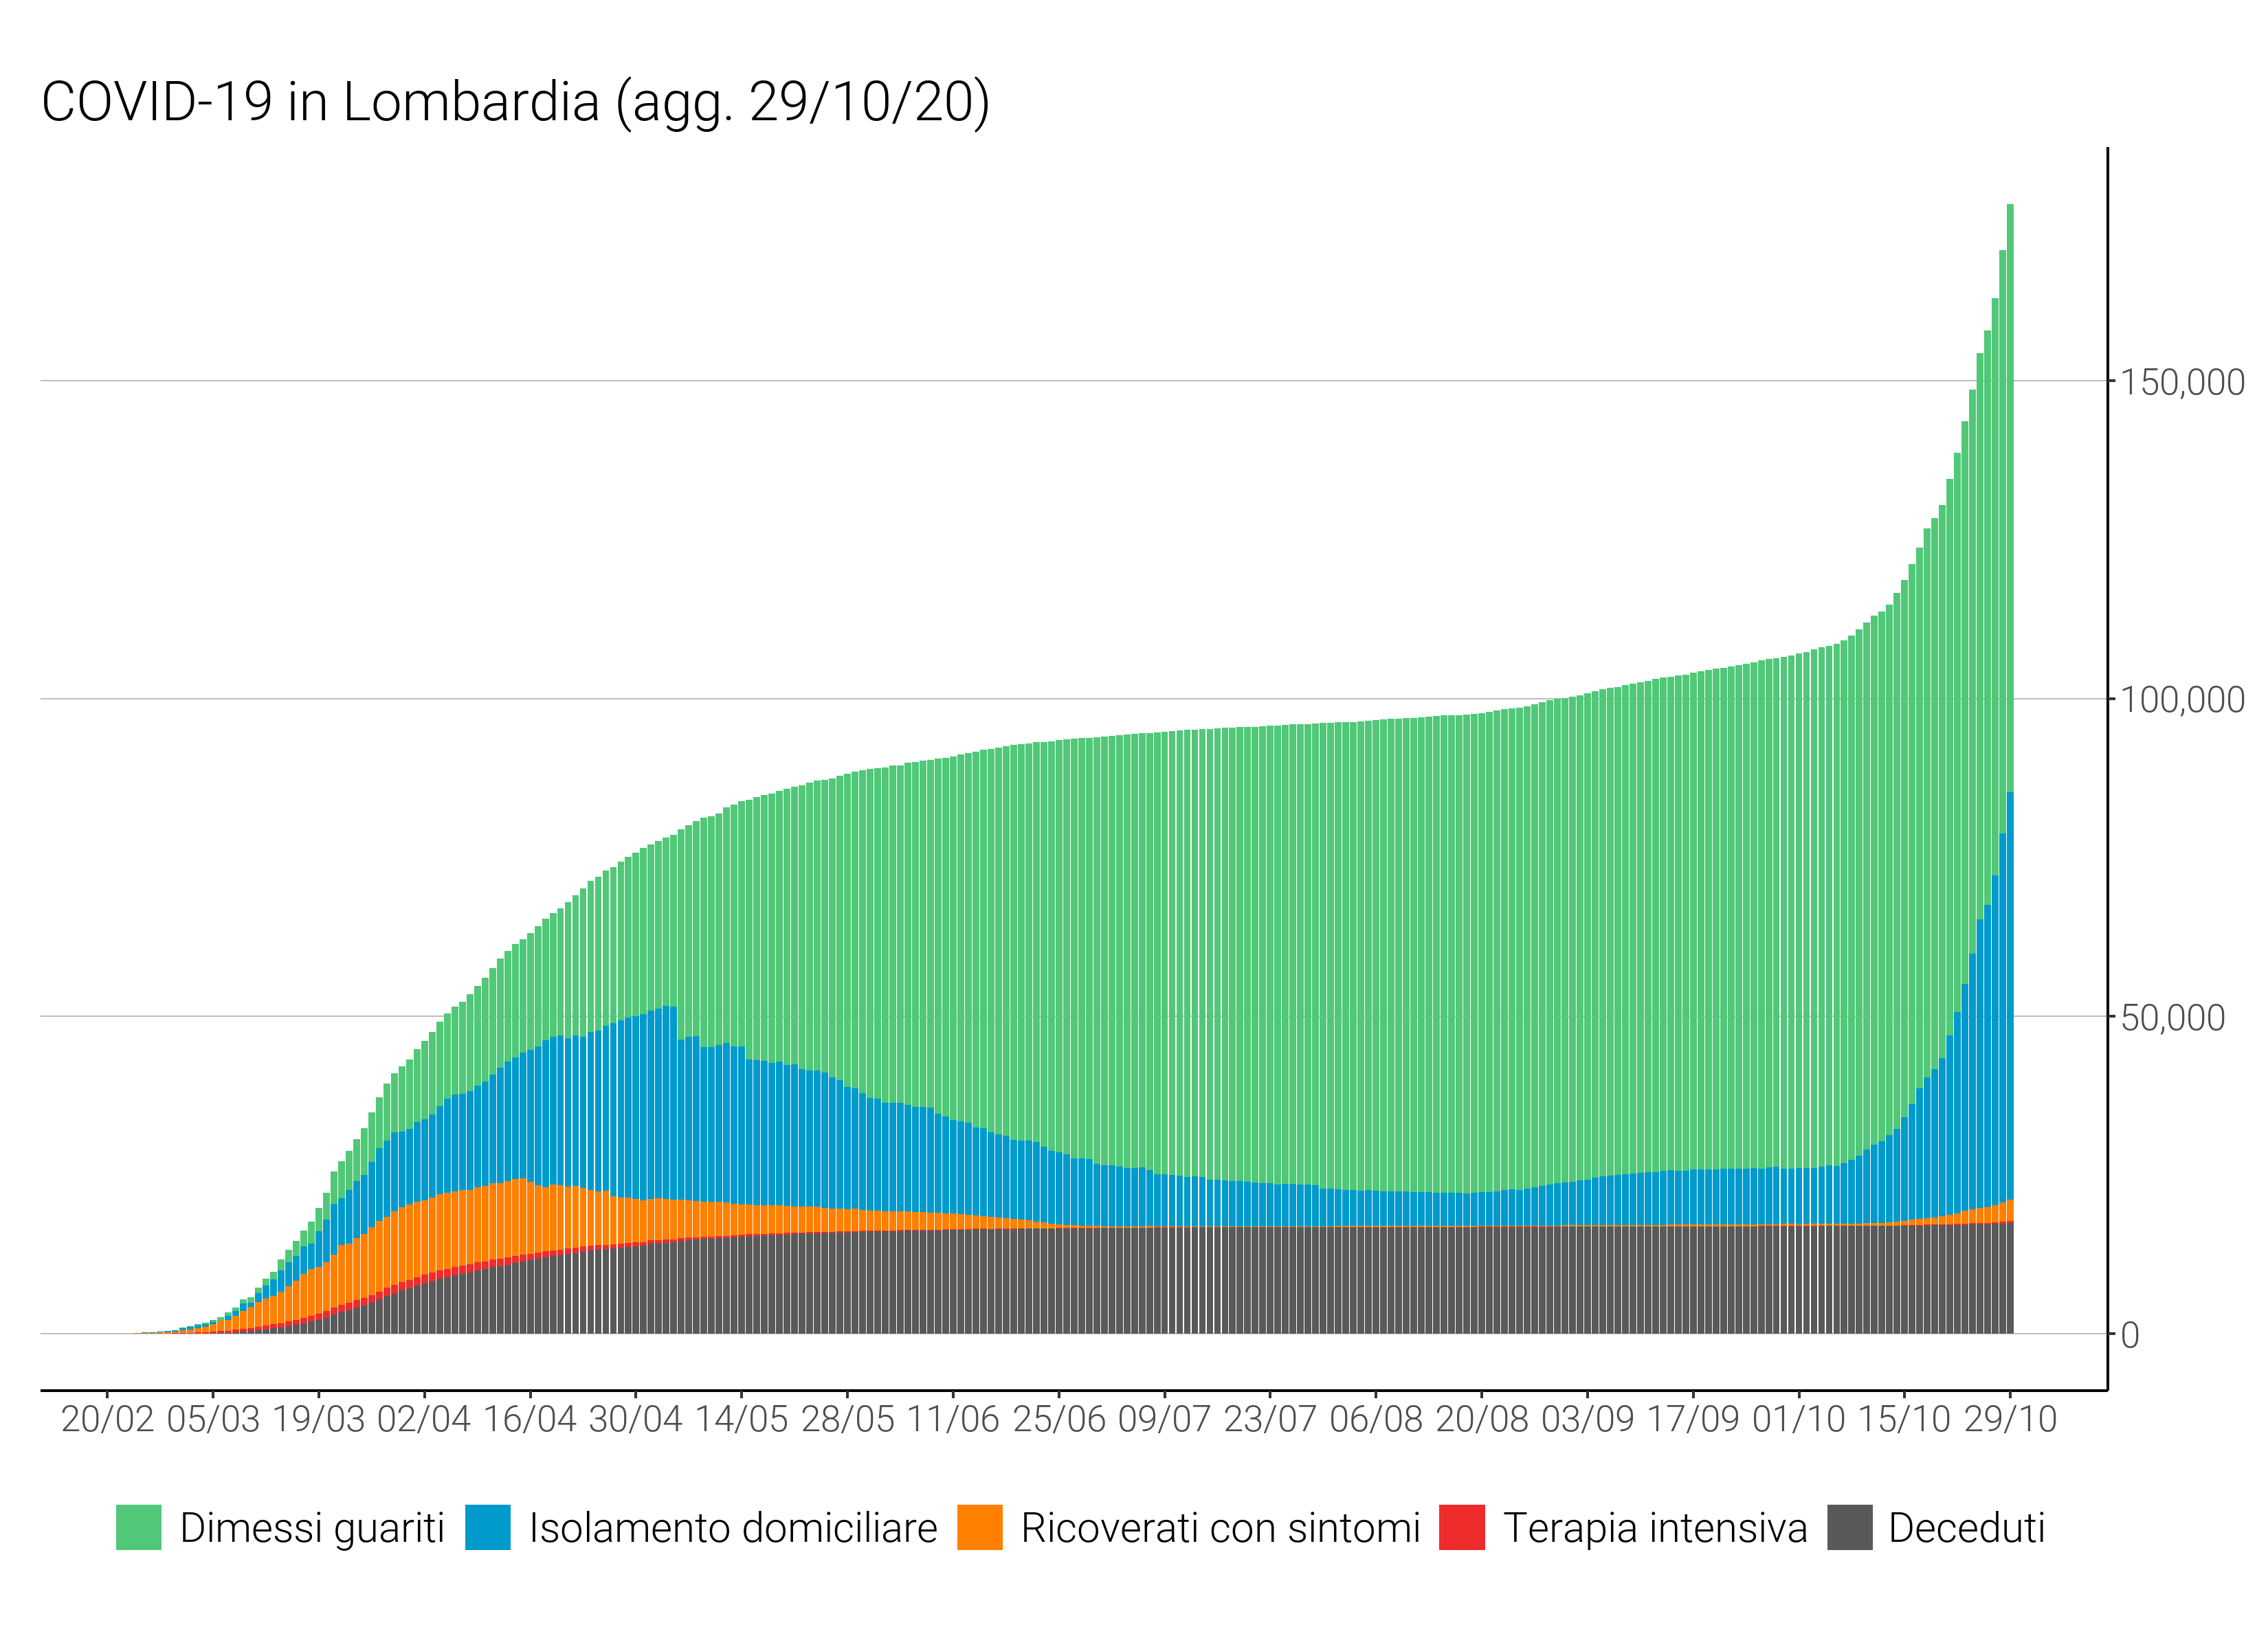 COVID-19 in Lombardia (agg. 29/10/20)
150,000
100,000
50,000
0
20/02 05/03 19/03 02/04 16/04 30/04 14/05 28/05 11/06 25/06 09/07 23/07 06/08 20/08 03/09 17/09 01/10 15/10 29/10
Dimessi guariti Isolamento domiciliare Ricoverati con sintomi Terapia intensiva Deceduti